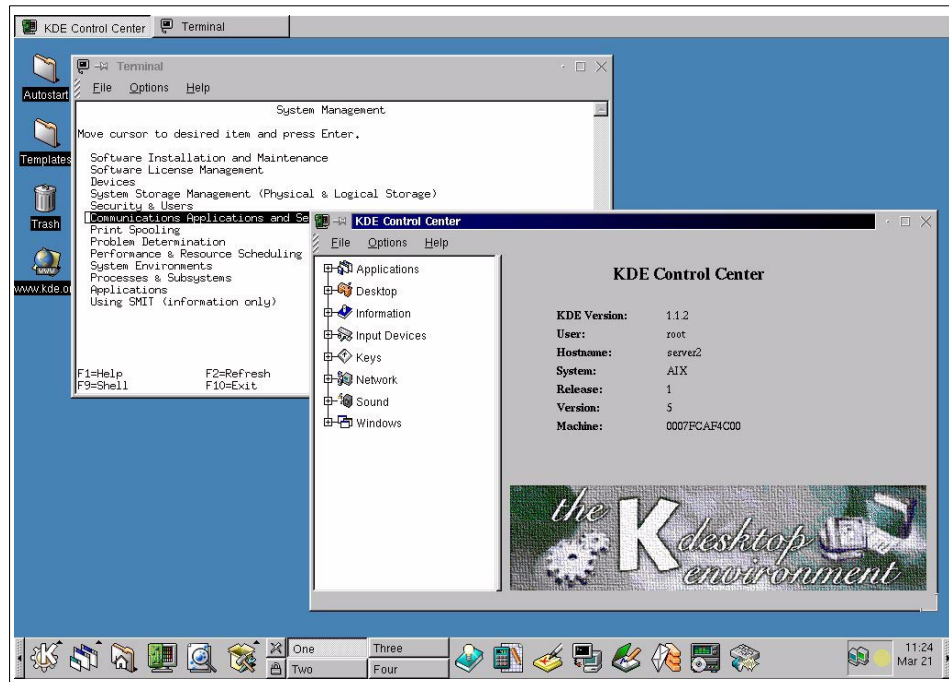 KDE Control Center
Terminal
Autostart
Templates
Trash
Terminal
File Options Help
System Management
Move cursor to desired item and press Enter.
Software Installation and Maintenance
Software License Management
Devices
System Storage Management (Physical & Logical Storage)
Security & Users
Communications Applications and Se
Print Spooling
Problem Determination
Performance & Resource Scheduling
System Environments
Processes & Subsystems
Applications
Using SMIT (information only)
F1=Help F2=Refresh
F9=Shell F10=Exit
www.kde.o
KDE Control Center
File Options Help
Applications
Desktop
Information
Input Devices
Keys
Network
Sound
Windows
KDE Control Center
KDE Version: 1.1.2
User: root
Hostname: server2
System: AIX
Release: 1
Version: 5
Machine: 0007FCAF4C00
the K desktop environment
One
Two
Three
Four
11:24
Mar 21